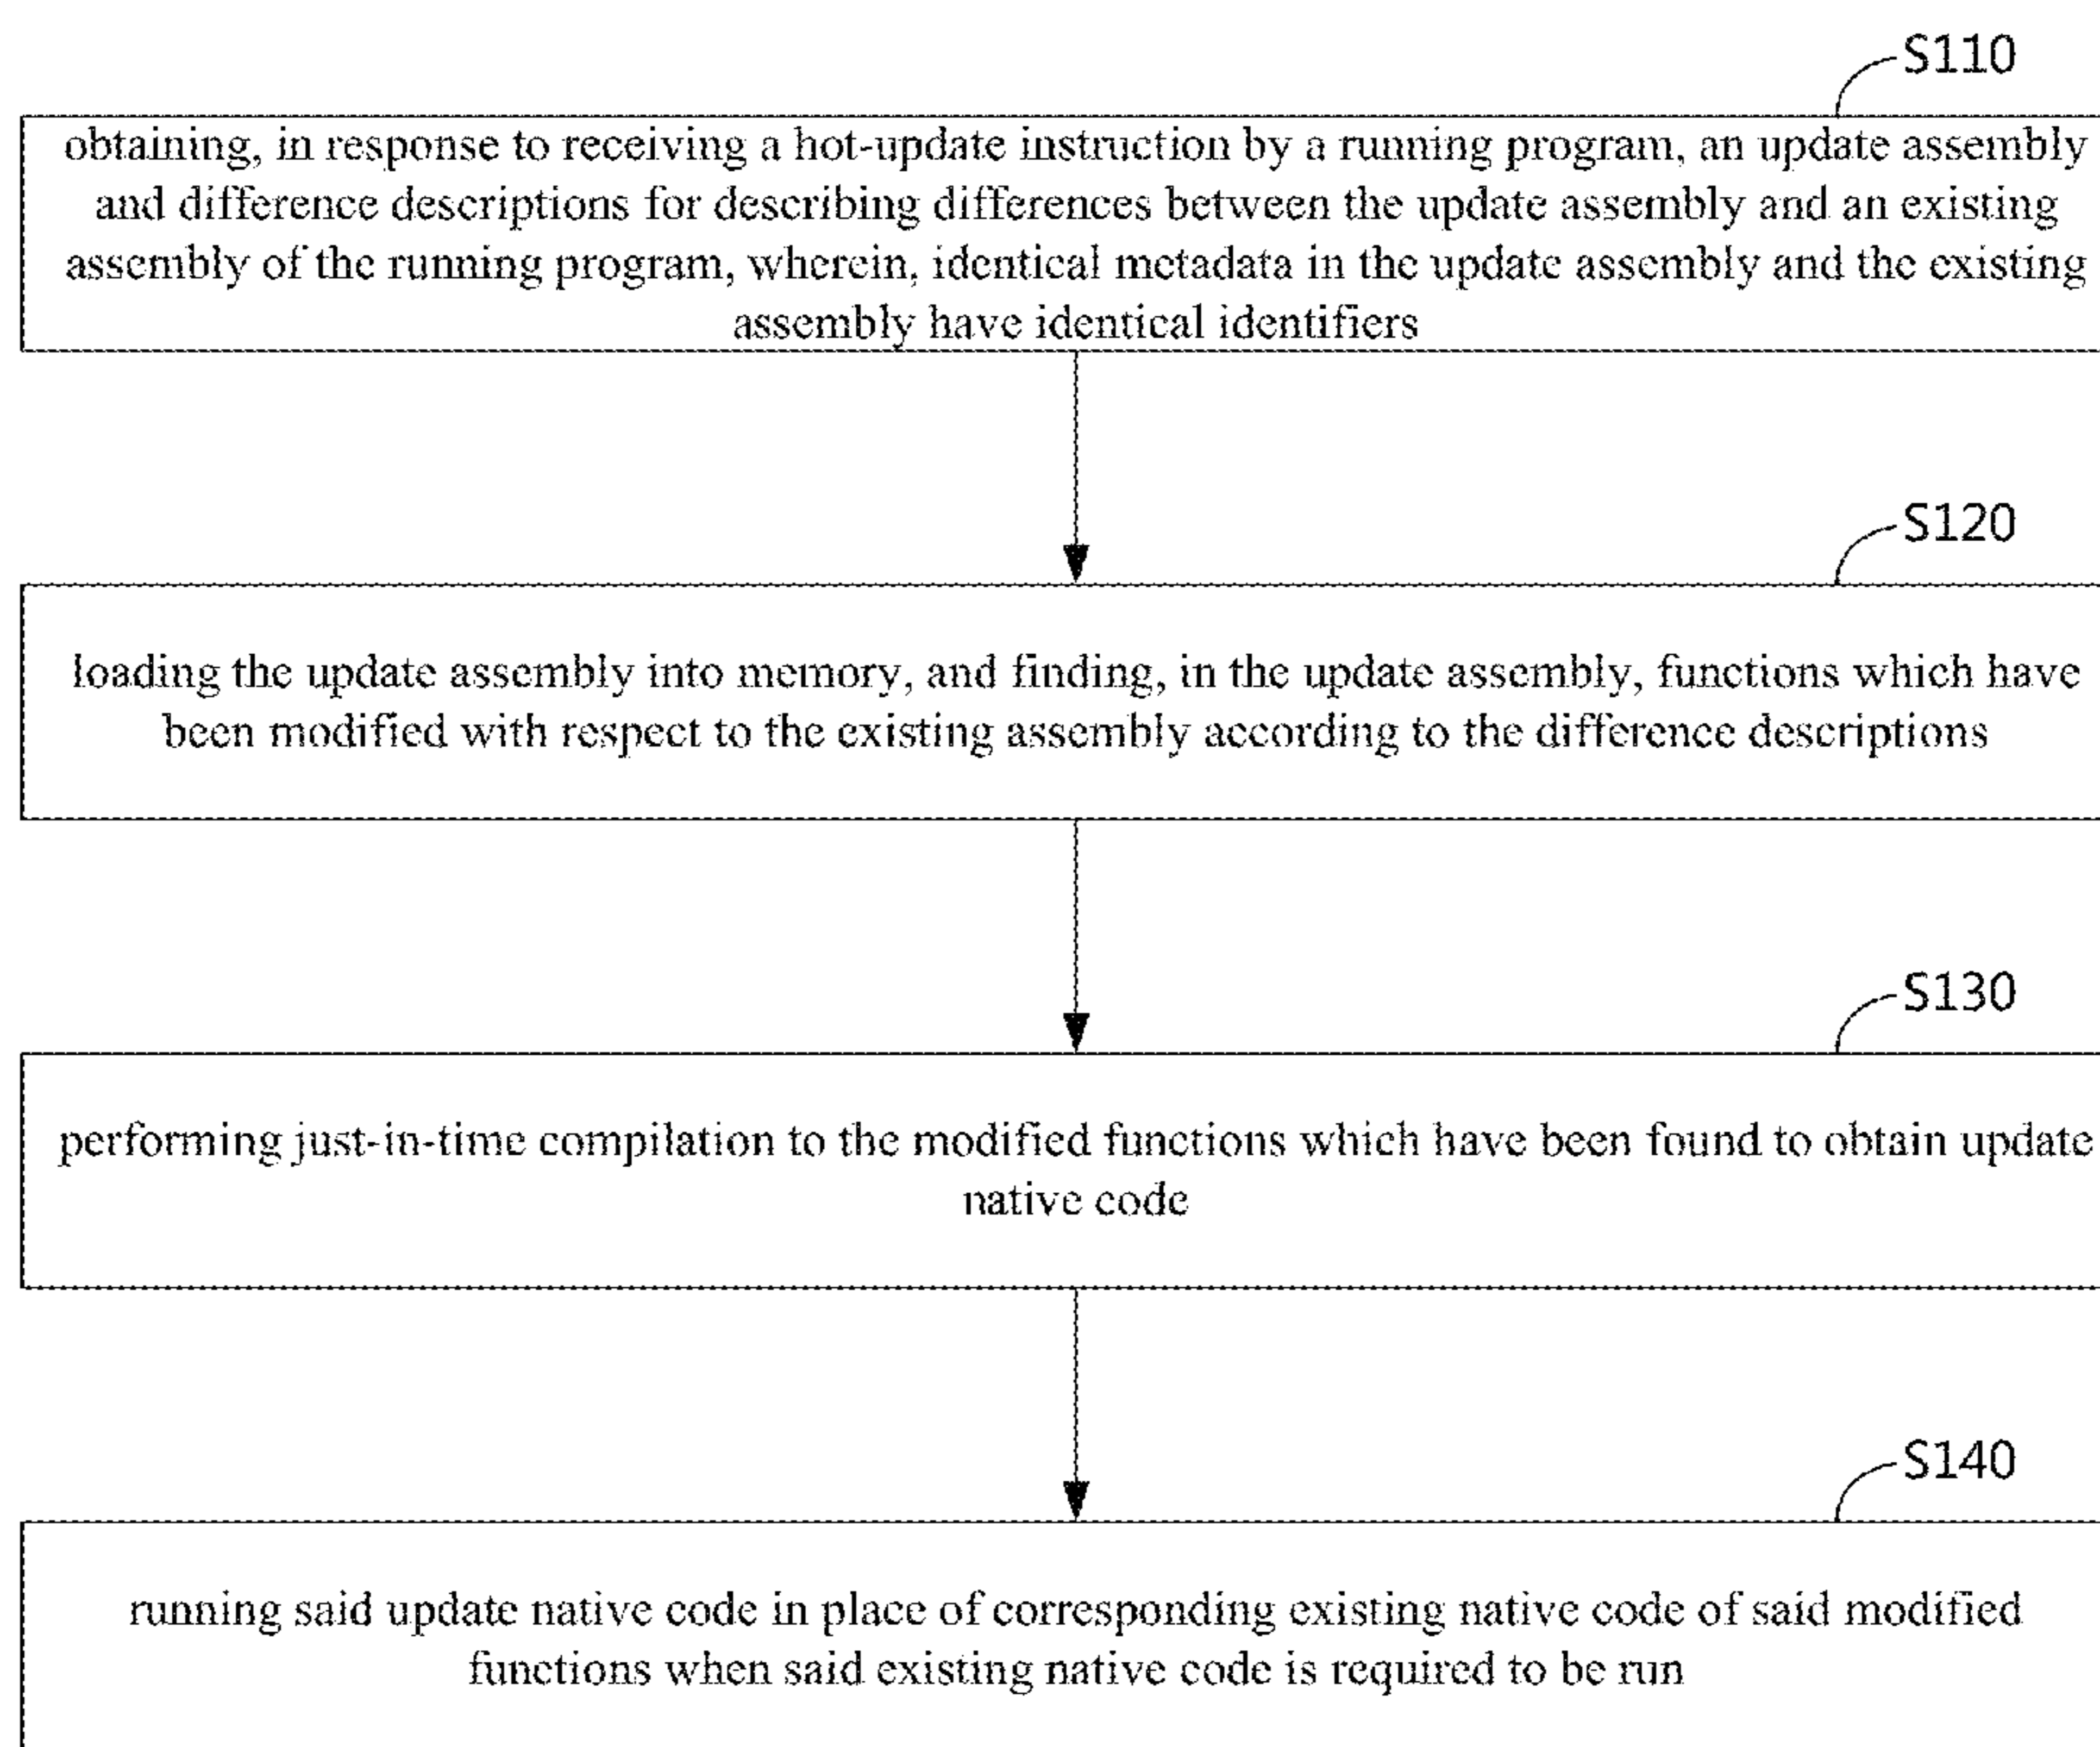 S110
obtaining, in response to receiving a hot-update instruction by a running program, an update assembly
and difference descriptions for describing differences between the update assembly and an existing
assembly of the running program, wherein, identical metadata in the update assembly and the existing
assembly have identical identifiers
S120
loading the update assembly into memory, and finding, in the update assembly, functions which have
been modified with respect to the existing assembly according to the difference descriptions
S130
performing just-in-time compilation to the modified functions which have been found to obtain update
native code
S140
running said update native code in place of corresponding existing native code of said modified
functions when said existing native code is required to be run